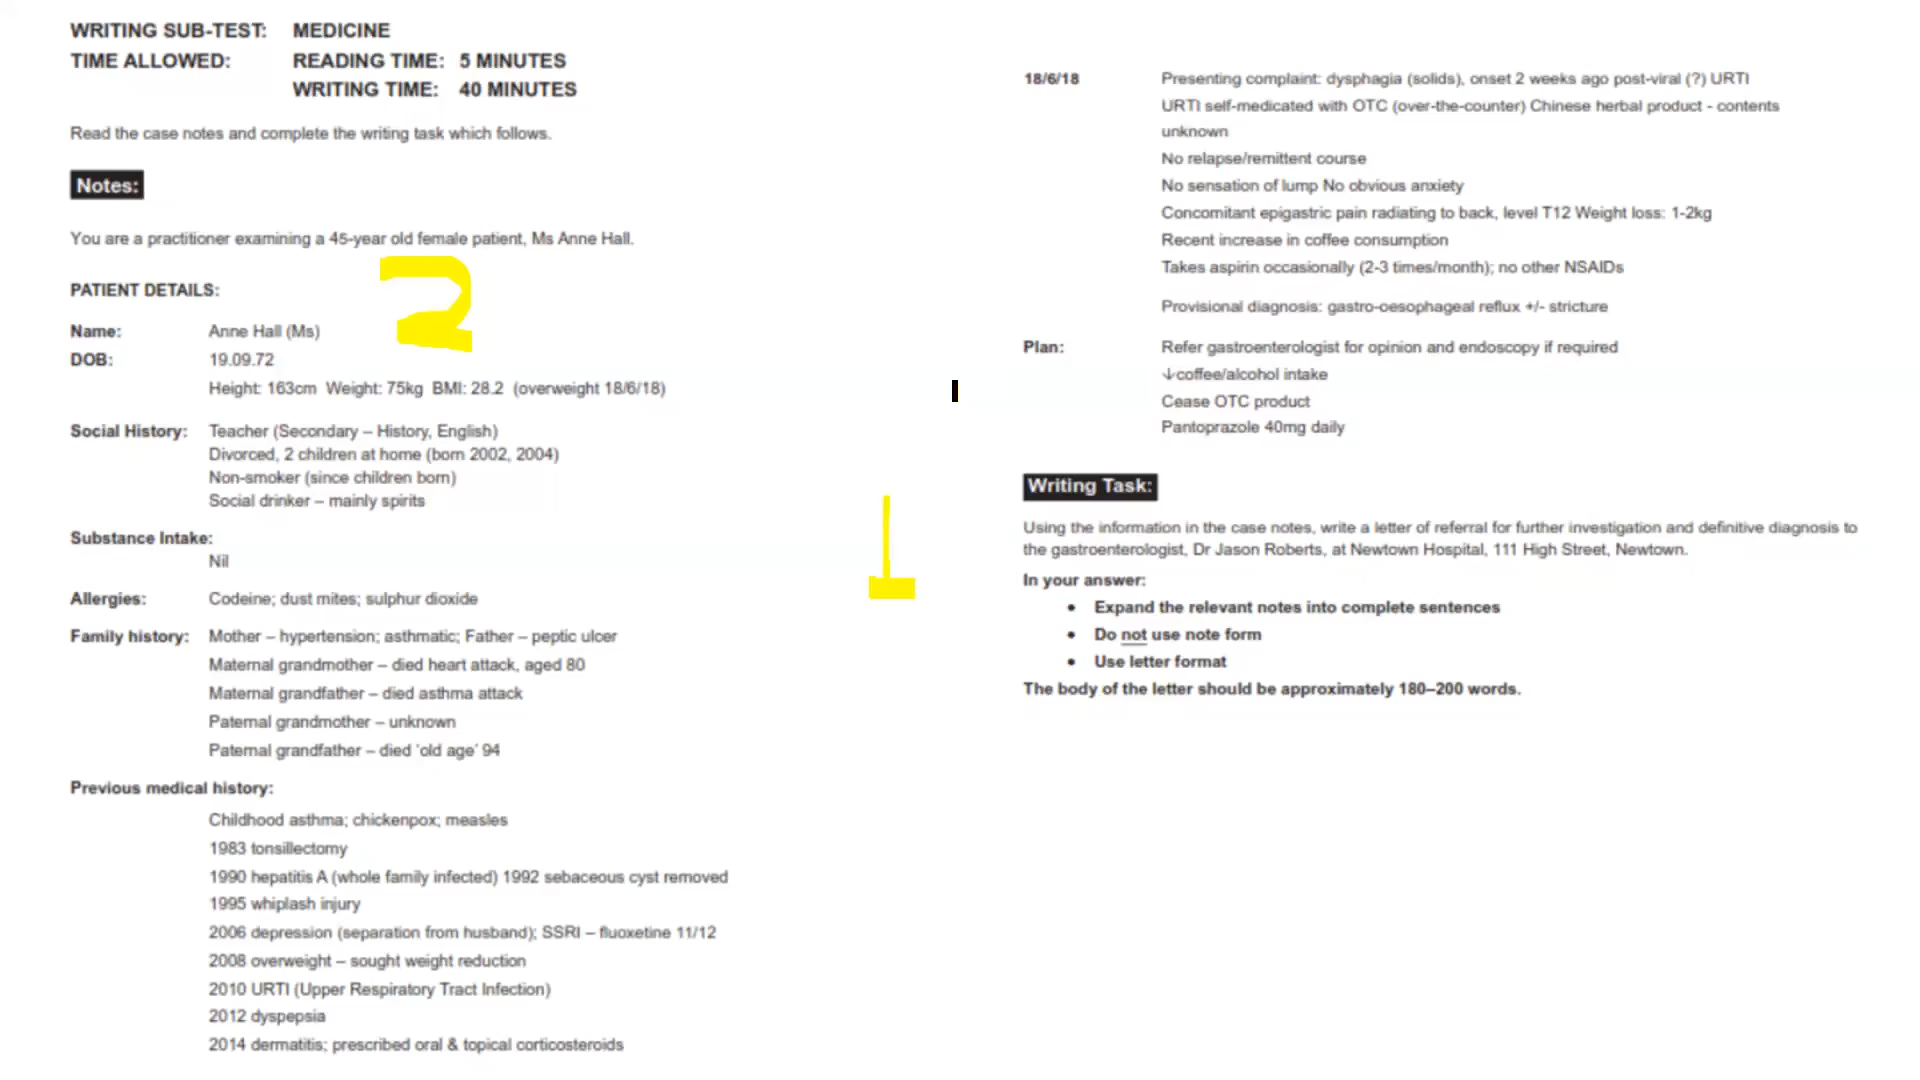 WRITING SUB-TEST: MEDICINE
TIME ALLOWED: READING TIME: 5 MINUTES
WRITING TIME: 40 MINUTES
Read the case notes and complete the writing task which follows.
Notes:
You are a practitioner examining a 45-year old female patient, Ms Anne Hall.
2
PATIENT DETAILS:
Name: Anne Hall (Ms)
DOB: 19.09.72
Height: 163cm Weight: 75kg BMI: 28.2 (overweight 18/6/18)
Social History: Teacher (Secondary – History, English)
Divorced, 2 children at home (born 2002, 2004)
Non-smoker (since children born)
Social drinker – mainly spirits
Substance Intake:
Nil
Allergies: Codeine; dust mites; sulphur dioxide
Family history: Mother – hypertension; asthmatic; Father – peptic ulcer
Maternal grandmother – died heart attack, aged 80
Maternal grandfather – died asthma attack
Paternal grandmother – unknown
Paternal grandfather – died 'old age' 94
Previous medical history:
Childhood asthma; chickenpox; measles
1983 tonsillectomy
1990 hepatitis A (whole family infected) 1992 sebaceous cyst removed
1995 whiplash injury
2006 depression (separation from husband); SSRI – fluoxetine 11/12
2008 overweight – sought weight reduction
2010 URTI (Upper Respiratory Tract Infection)
2012 dyspepsia
2014 dermatitis; prescribed oral & topical corticosteroids
1
18/6/18 Presenting complaint: dysphagia (solids), onset 2 weeks ago post-viral (?) URTI
URTI self-medicated with OTC (over-the-counter) Chinese herbal product - contents
unknown
No relapse/remittent course
No sensation of lump No obvious anxiety
Concomitant epigastric pain radiating to back, level T12 Weight loss: 1-2kg
Recent increase in coffee consumption
Takes aspirin occasionally (2-3 times/month); no other NSAIDs
Provisional diagnosis: gastro-oesophageal reflux +/- stricture
Plan: Refer gastroenterologist for opinion and endoscopy if required
↓coffee/alcohol intake
Cease OTC product
Pantoprazole 40mg daily
Writing Task:
Using the information in the case notes, write a letter of referral for further investigation and definitive diagnosis to
the gastroenterologist, Dr Jason Roberts, at Newtown Hospital, 111 High Street, Newtown.
In your answer:
• Expand the relevant notes into complete sentences
• Do not use note form
• Use letter format
The body of the letter should be approximately 180–200 words.